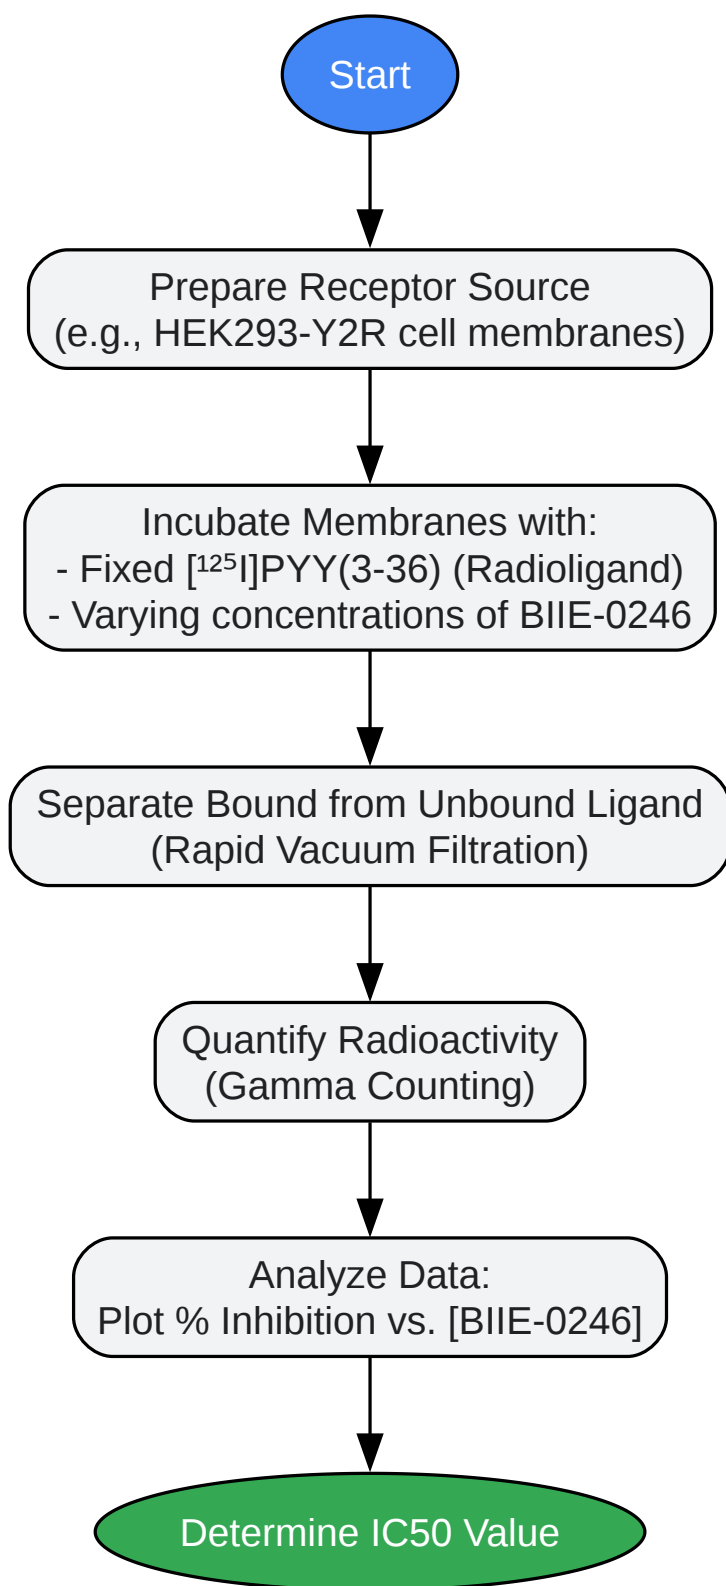 Start
Prepare Receptor Source
(e.g., HEK293-Y2R cell membranes)
Incubate Membranes with:
- Fixed [¹²⁵I]PYY(3-36) (Radioligand)
- Varying concentrations of BIIE-0246
Separate Bound from Unbound Ligand
(Rapid Vacuum Filtration)
Quantify Radioactivity
(Gamma Counting)
Analyze Data:
Plot % Inhibition vs. [BIIE-0246]
Determine IC50 Value